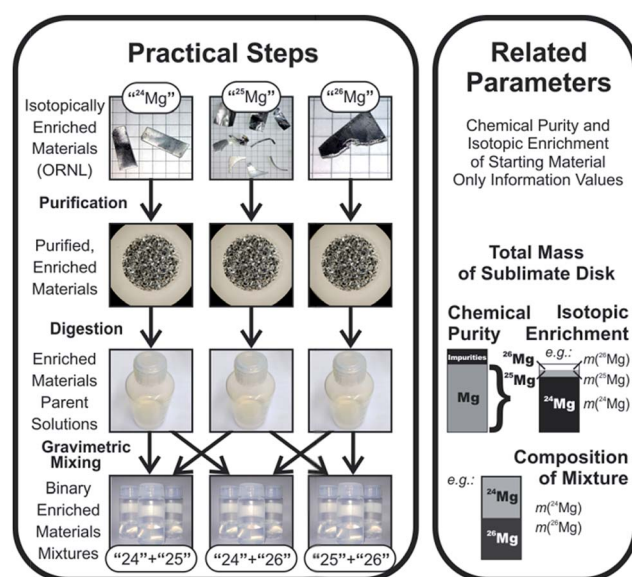 Practical Steps
“²⁴Mg”
“²⁵Mg”
“²⁶Mg”
Isotopically
Enriched
Materials
(ORNL)
Purification
Purified,
Enriched
Materials
Digestion
Enriched
Materials
Parent
Solutions
Gravimetric
Mixing
Binary
Enriched
Materials
Mixtures
“24”+“25”
“24”+“26”
“25”+“26”
Related
Parameters
Chemical Purity and
Isotopic Enrichment
of Starting Material
Only Information Values
Total Mass
of Sublimate Disk
Chemical
Purity
Isotopic
Enrichment
Impurities
Mg
e.g.:
²⁶Mg
²⁵Mg
²⁴Mg
m(²⁶Mg)
m(²⁵Mg)
m(²⁴Mg)
Composition
of Mixture
e.g.:
²⁴Mg
²⁶Mg
m(²⁴Mg)
m(²⁶Mg)